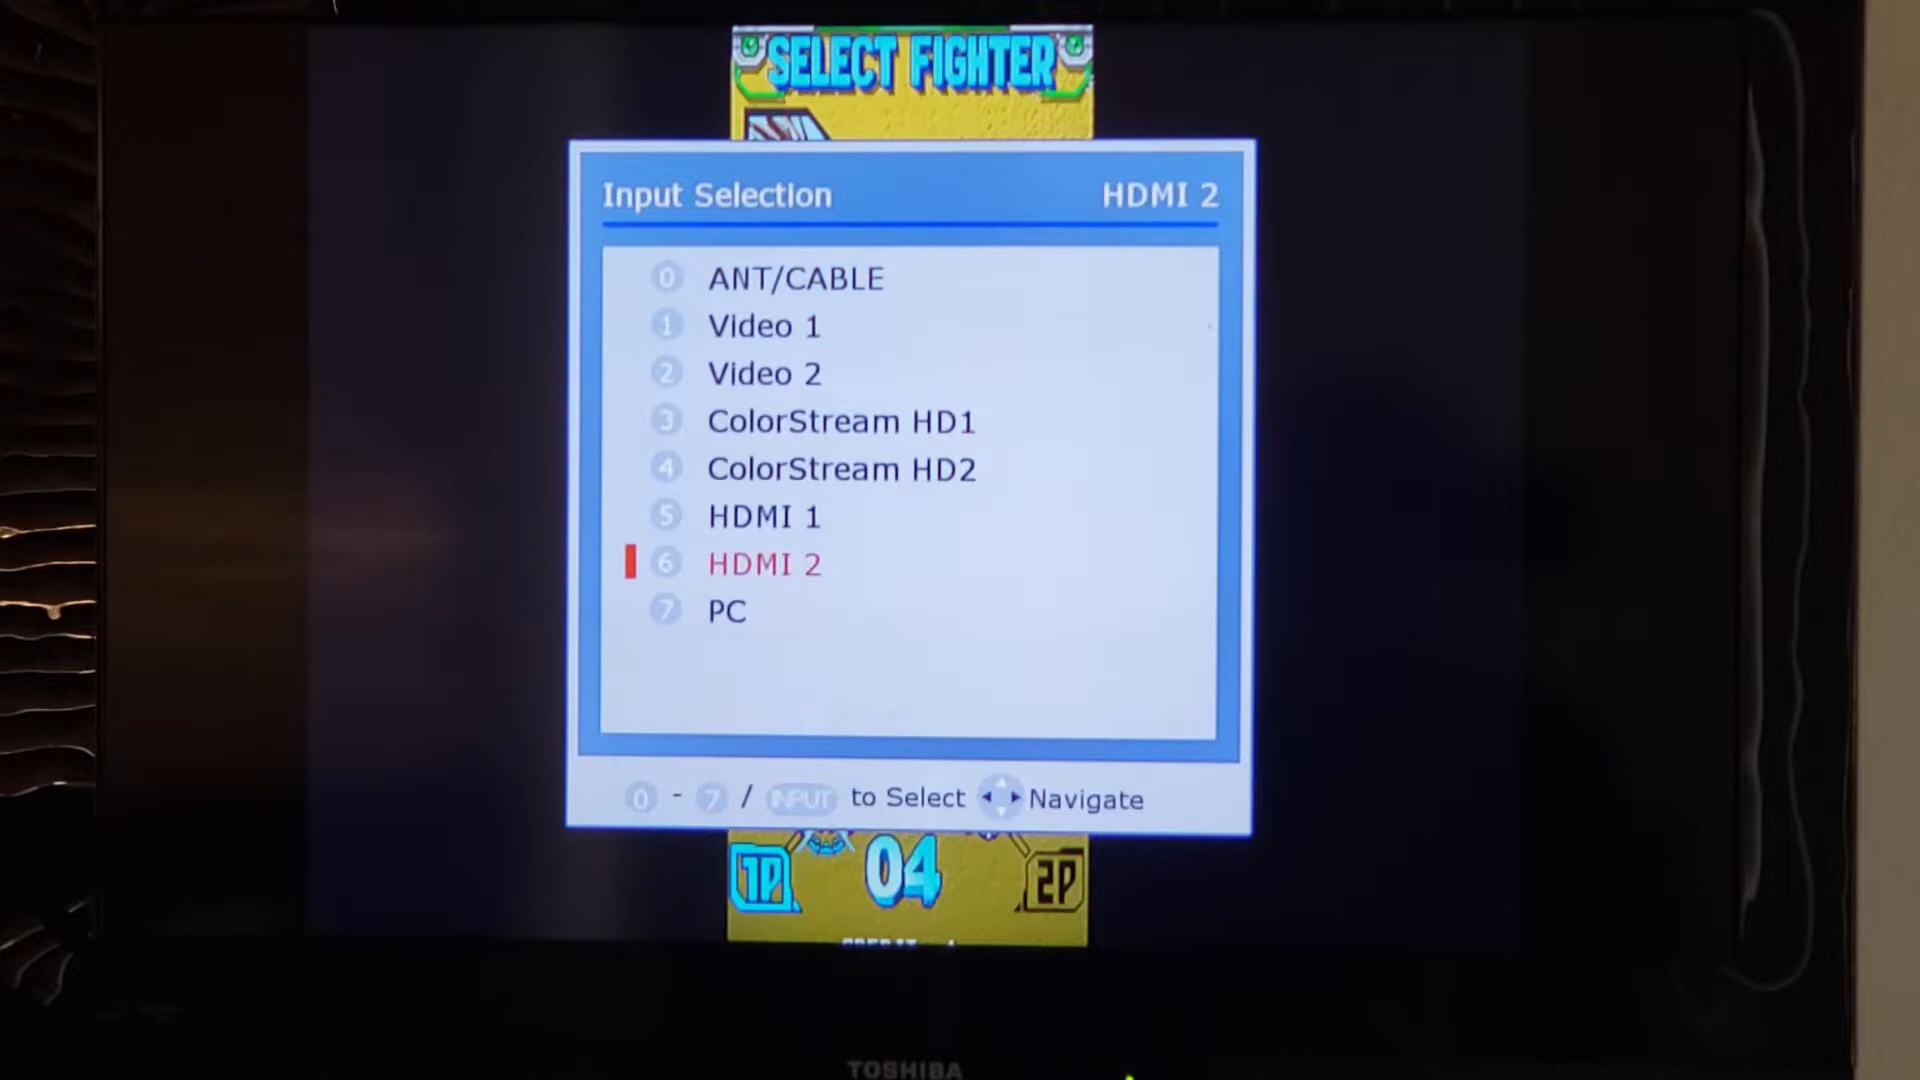 SELECT FIGHTER
Input Selection HDMI 2
0 ANT/CABLE
1 Video 1
2 Video 2
3 ColorStream HD1
4 ColorStream HD2
5 HDMI 1
6 HDMI 2
7 PC
0 - 7 / INPUT to Select Navigate
1P 04 2P
TOSHIBA